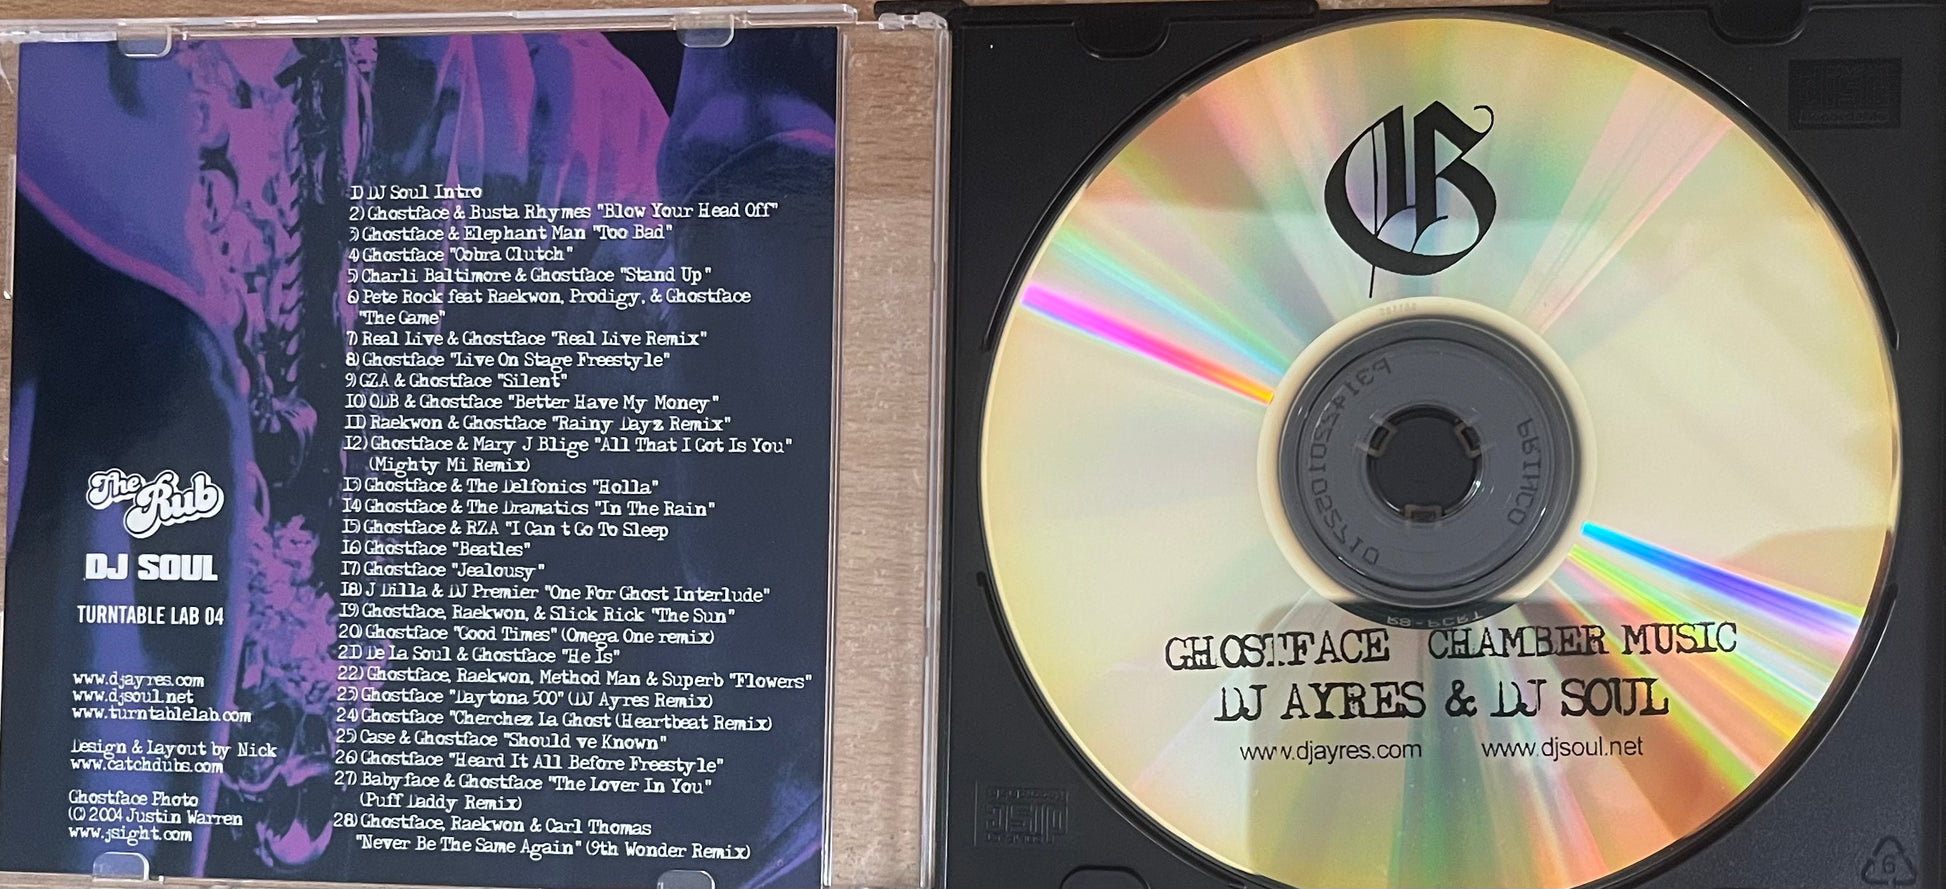 1) DJ Soul Intro
2) Ghostface & Busta Rhymes "Blow Your Head Off"
3) Ghostface & Elephant Man "Too Bad"
4) Ghostface "Cobra Clutch"
5) Charli Baltimore & Ghostface "Stand Up"
6) Pete Rock feat Raekwon, Prodigy, & Ghostface
"The Game"
7) Real Live & Ghostface "Real Live Remix"
8) Ghostface "Live On Stage Freestyle"
9) GZA & Ghostface "Silent"
10) ODB & Ghostface "Better Have My Money"
11) Raekwon & Ghostface "Rainy Dayz Remix"
12) Ghostface & Mary J Blige "All That I Got Is You"
(Mighty Mi Remix)
13) Ghostface & The Delfonics "Holla"
14) Ghostface & The Dramatics "In The Rain"
15) Ghostface & RZA "I Can t Go To Sleep
16) Ghostface "Beatles"
17) Ghostface "Jealousy"
18) J Dilla & DJ Premier "One For Ghost Interlude"
19) Ghostface, Raekwon, & Slick Rick "The Sun"
20) Ghostface "Good Times" (Omega One remix)
21) De La Soul & Ghostface "He Is"
22) Ghostface, Raekwon, Method Man & Superb "Flowers"
23) Ghostface "Daytona 500" (DJ Ayres Remix)
24) Ghostface "Cherchez La Ghost (Heartbeat Remix)
25) Case & Ghostface "Should ve Known"
26) Ghostface "Heard It All Before Freestyle"
27) Babyface & Ghostface "The Lover In You"
(Puff Daddy Remix)
28) Ghostface, Raekwon & Carl Thomas
"Never Be The Same Again" (9th Wonder Remix)
The Rub
DJ SOUL
TURNTABLE LAB 04
www.djayres.com
www.djsoul.net
www.turntablelab.com
Design & Layout by Nick
www.catchdubs.com
Ghostface Photo
(C) 2004 Justin Warren
www.jsight.com
G
PRINCO
GHOSTFACE CHAMBER MUSIC
DJ AYRES & DJ SOUL
www.djayres.com www.djsoul.net
6